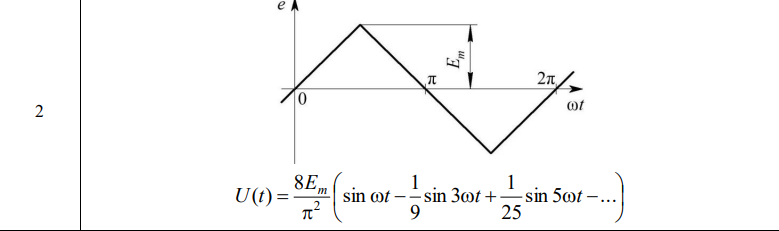 e
E_m
π
2π
0
ωt
2
U(t) = 8E_m/π² (sin ωt − 1/9 sin 3ωt + 1/25 sin 5ωt − ...)